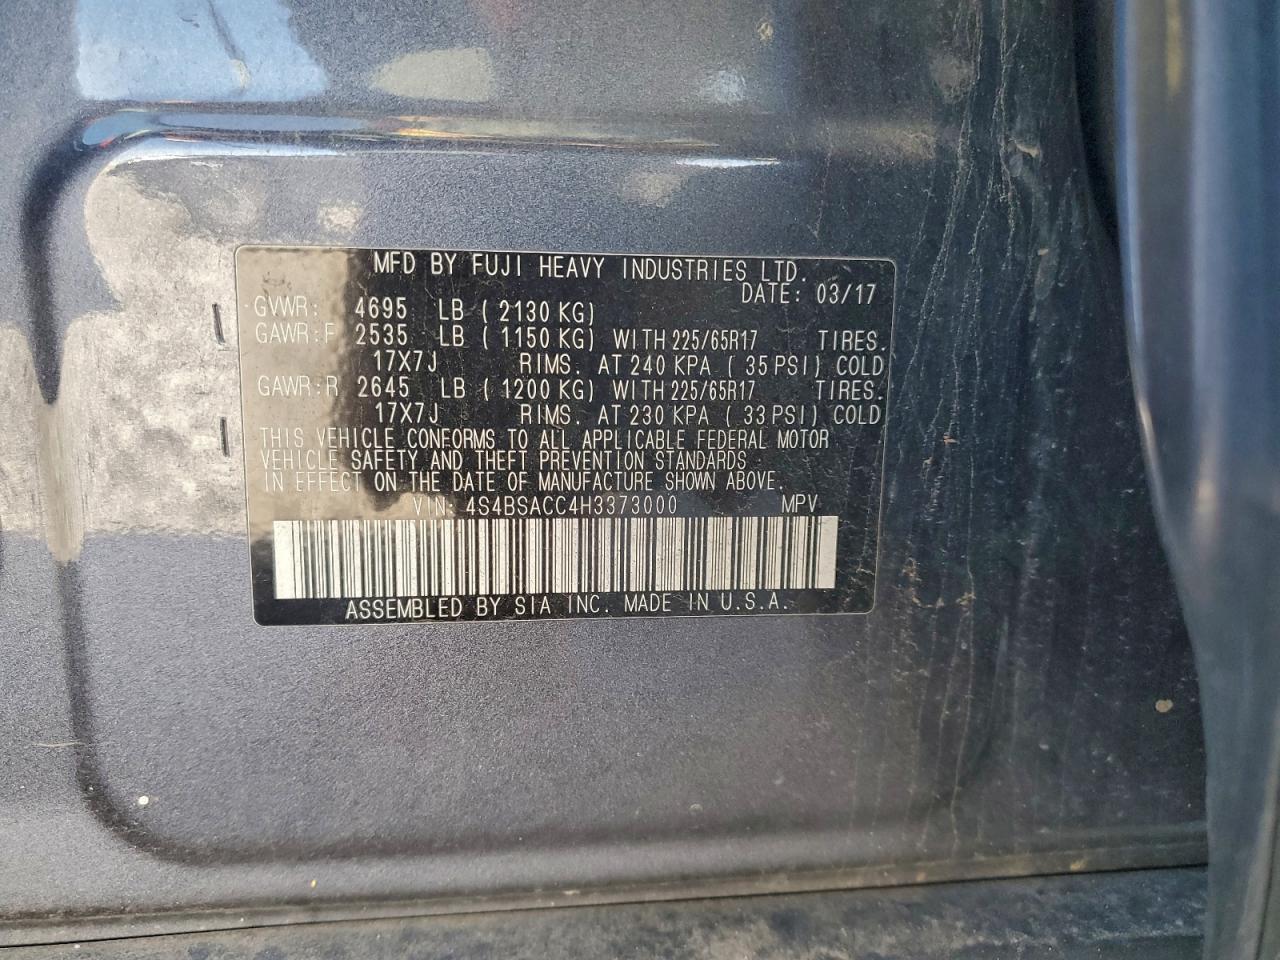 MFD BY FUJI HEAVY INDUSTRIES LTD.
DATE: 03/17
GVWR: 4695 LB ( 2130 KG)
GAWR:F 2535 LB ( 1150 KG) WITH 225/65R17 TIRES.
17X7J RIMS. AT 240 KPA ( 35 PSI) COLD
GAWR:R 2645 LB ( 1200 KG) WITH 225/65R17 TIRES.
17X7J RIMS. AT 230 KPA ( 33 PSI) COLD
THIS VEHICLE CONFORMS TO ALL APPLICABLE FEDERAL MOTOR
VEHICLE SAFETY AND THEFT PREVENTION STANDARDS
IN EFFECT ON THE DATE OF MANUFACTURE SHOWN ABOVE.
VIN: 4S4BSACC4H3373000 MPV
ASSEMBLED BY SIA INC. MADE IN U.S.A.